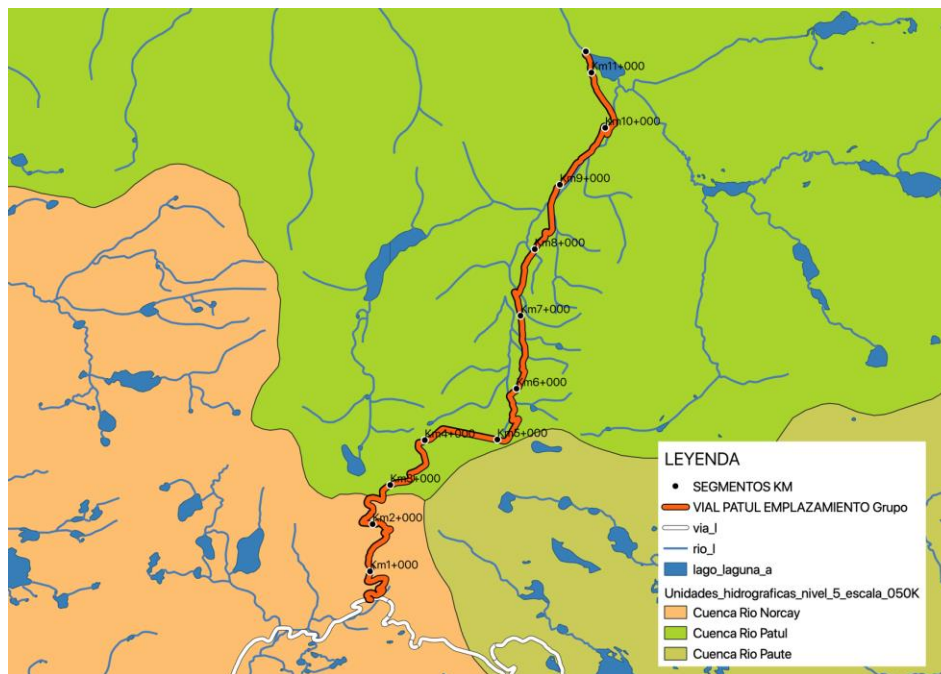 Km11+000
Km10+000
Km9+000
Km8+000
Km7+000
Km6+000
Km4+000
Km5+000
Km3+000
Km2+000
Km1+000
LEYENDA
SEGMENTOS KM
VIAL PATUL EMPLAZAMIENTO Grupo
via_l
rio_l
lago_laguna_a
Unidades_hidrograficas_nivel_5_escala_050K
Cuenca Rio Norcay
Cuenca Rio Patul
Cuenca Rio Paute